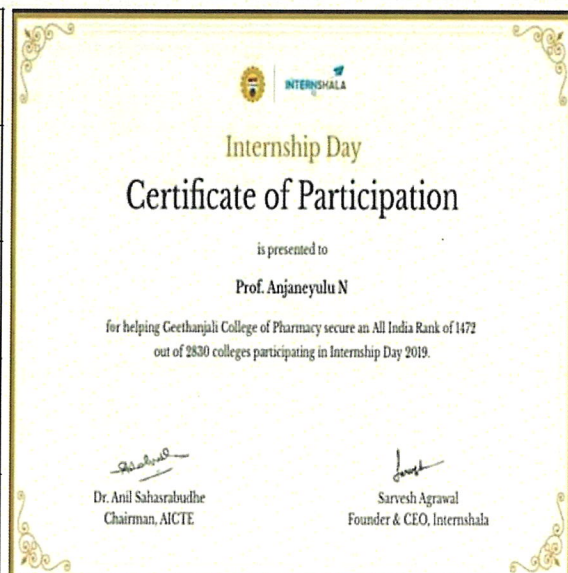 INTERNSHALA
Internship Day
Certificate of Participation
is presented to
Prof. Anjaneyulu N
for helping Geethanjali College of Pharmacy secure an All India Rank of 1472
out of 2830 colleges participating in Internship Day 2019.
Dr. Anil Sahasrabudhe
Sarvesh Agrawal
Chairman, AICTE
Founder & CEO, Internshala